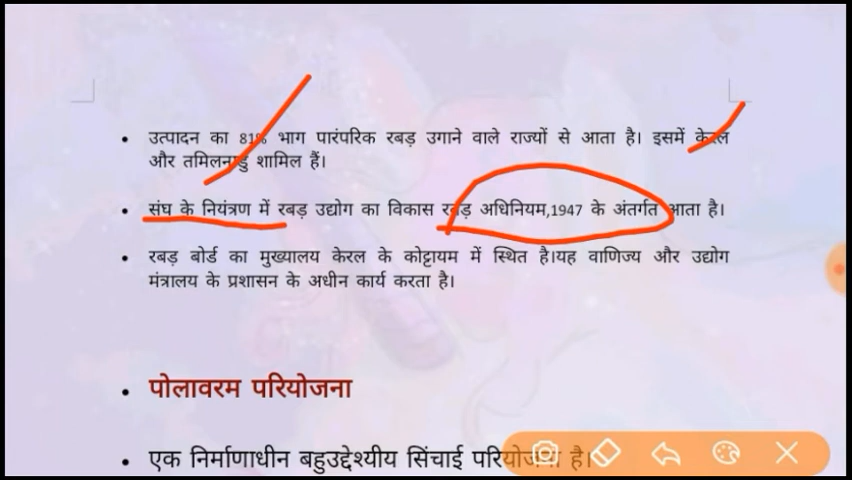 उत्पादन का 81% भाग पारंपरिक रबड़ उगाने वाले राज्यों से आता है। इसमें केरल
और तमिलनाडु शामिल हैं।
संघ के नियंत्रण में रबड़ उद्योग का विकास रबड़ अधिनियम,1947 के अंतर्गत आता है।
रबड़ बोर्ड का मुख्यालय केरल के कोट्टायम में स्थित है।यह वाणिज्य और उद्योग
मंत्रालय के प्रशासन के अधीन कार्य करता है।
पोलावरम परियोजना
एक निर्माणाधीन बहुउद्देश्यीय सिंचाई परियोजना है।